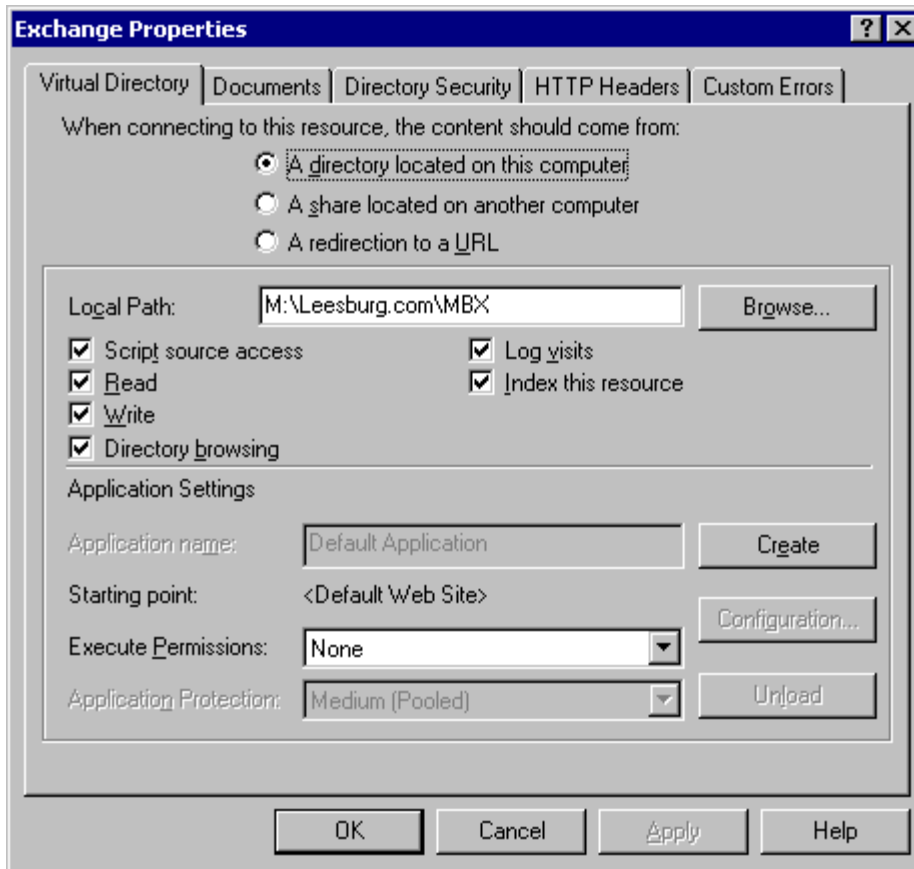 Exchange Properties
Virtual Directory Documents Directory Security HTTP Headers Custom Errors
When connecting to this resource, the content should come from:
A directory located on this computer
A share located on another computer
A redirection to a URL
Local Path: M:\Leesburg.com\MBX Browse...
Script source access Log visits
Read Index this resource
Write
Directory browsing
Application Settings
Application name: Default Application Create
Starting point: <Default Web Site>
Configuration...
Execute Permissions: None
Application Protection: Medium (Pooled) Unload
OK Cancel Apply Help